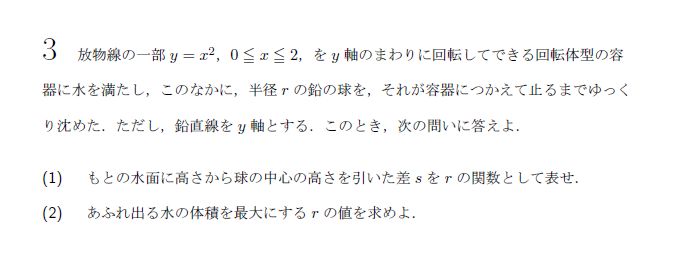 3 放物線の一部 y = x², 0 ≦ x ≦ 2, を y 軸のまわりに回転してできる回転体型の容
器に水を満たし，このなかに，半径 r の鉛の球を，それが容器につかえて止るまでゆっく
り沈めた．ただし，鉛直線を y 軸とする．このとき，次の問いに答えよ．
(1) もとの水面に高さから球の中心の高さを引いた差 s を r の関数として表せ．
(2) あふれ出る水の体積を最大にする r の値を求めよ．